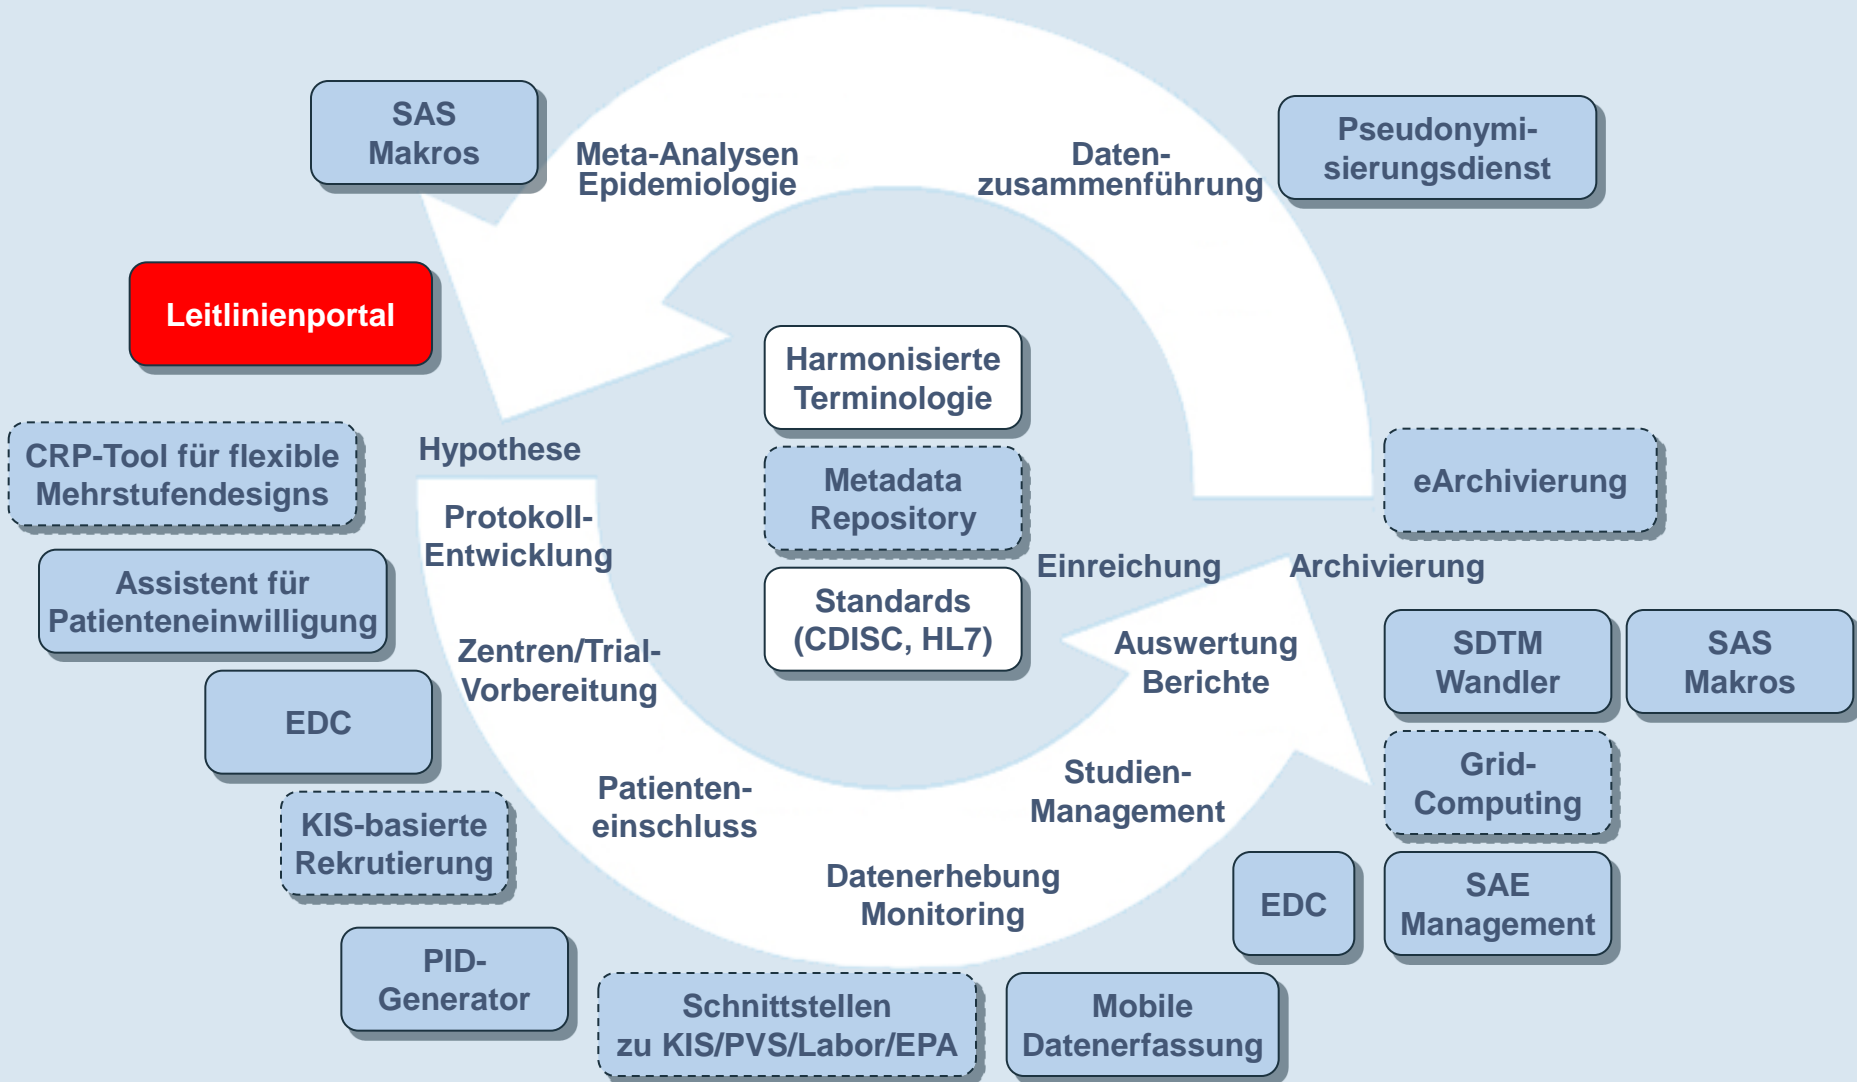 SAS
Makros
Meta-Analysen
Epidemiologie
Daten-
zusammenführung
Pseudonymi-
sierungsdienst
Leitlinienportal
Harmonisierte
Terminologie
Hypothese
CRP-Tool für flexible
Mehrstufendesigns
Metadata
Repository
eArchivierung
Protokoll-
Entwicklung
Einreichung
Archivierung
Assistent für
Patienteneinwilligung
Standards
(CDISC, HL7)
Zentren/Trial-
Vorbereitung
Auswertung
Berichte
SDTM
Wandler
SAS
Makros
EDC
Patienten-
einschluss
Studien-
Management
Grid-
Computing
KIS-basierte
Rekrutierung
Datenerhebung
Monitoring
EDC
SAE
Management
PID-
Generator
Schnittstellen
zu KIS/PVS/Labor/EPA
Mobile
Datenerfassung